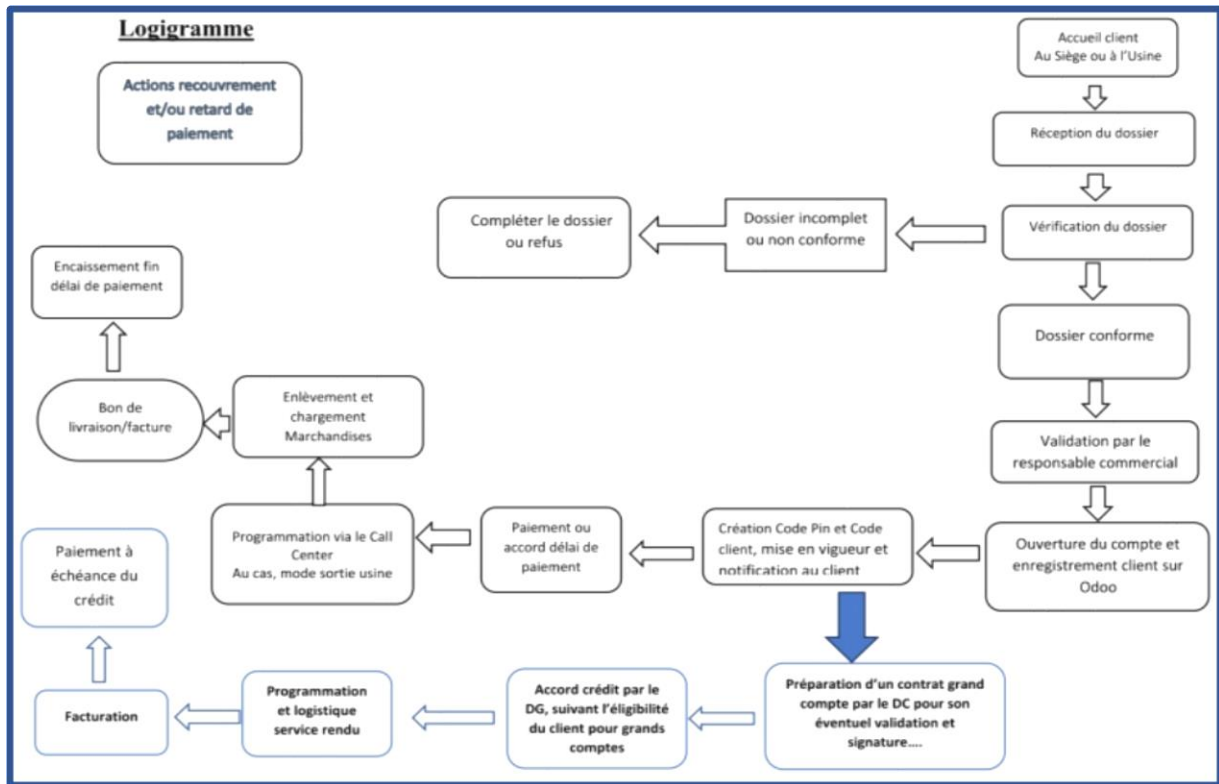 Logigramme
Actions recouvrement
et/ou retard de
paiement
Accueil client
Au Siège ou à l'Usine
Réception du dossier
Vérification du dossier
Dossier incomplet
ou non conforme
Compléter le dossier
ou refus
Dossier conforme
Validation par le
responsable commercial
Ouverture du compte et
enregistrement client sur
Odoo
Création Code Pin et Code
client, mise en vigueur et
notification au client
Paiement ou
accord délai de
paiement
Programmation via le Call
Center
Au cas, mode sortie usine
Enlèvement et
chargement
Marchandises
Bon de
livraison/facture
Encaissement fin
délai de paiement
Préparation d'un contrat grand
compte par le DC pour son
éventuel validation et
signature....
Accord crédit par le
DG, suivant l'éligibilité
du client pour grands
comptes
Programmation
et logistique
service rendu
Facturation
Paiement à
échéance du
crédit